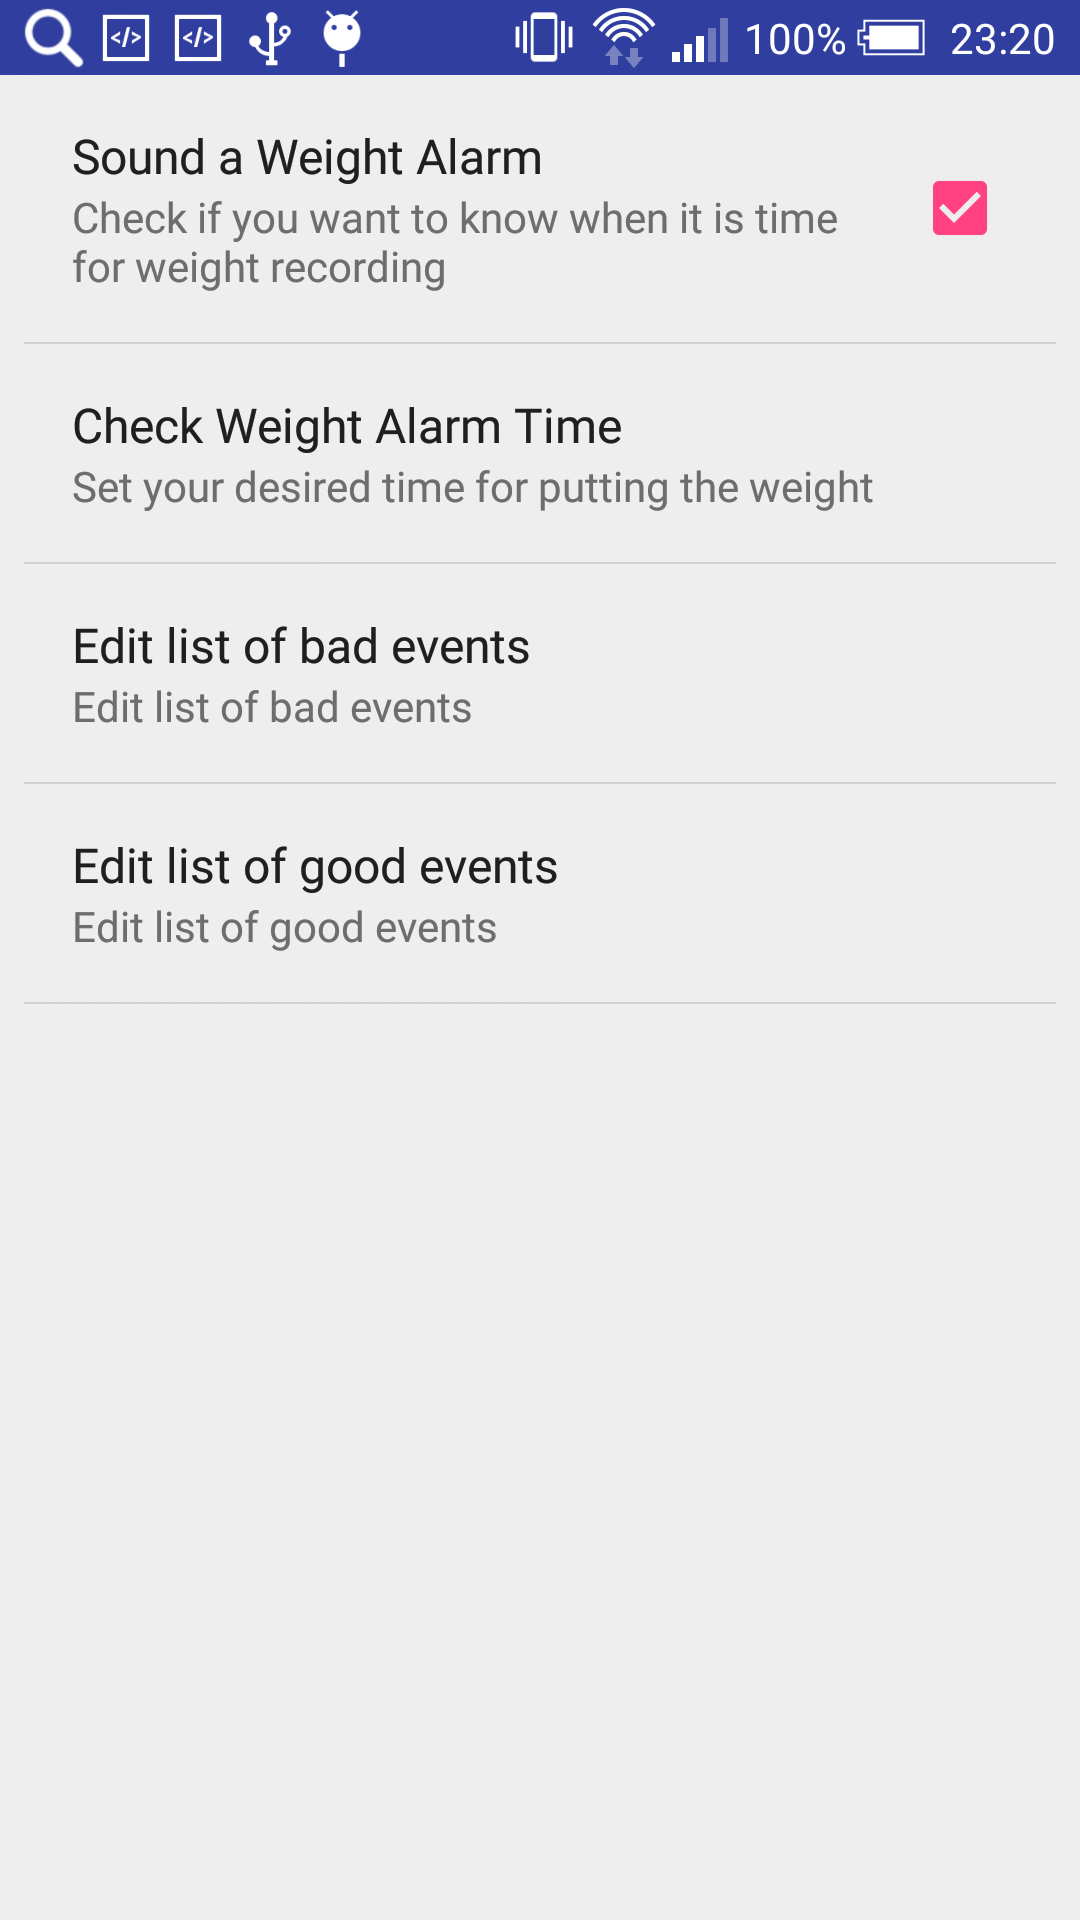 100% 23:20
Sound a Weight Alarm
Check if you want to know when it is time
for weight recording
Check Weight Alarm Time
Set your desired time for putting the weight
Edit list of bad events
Edit list of bad events
Edit list of good events
Edit list of good events